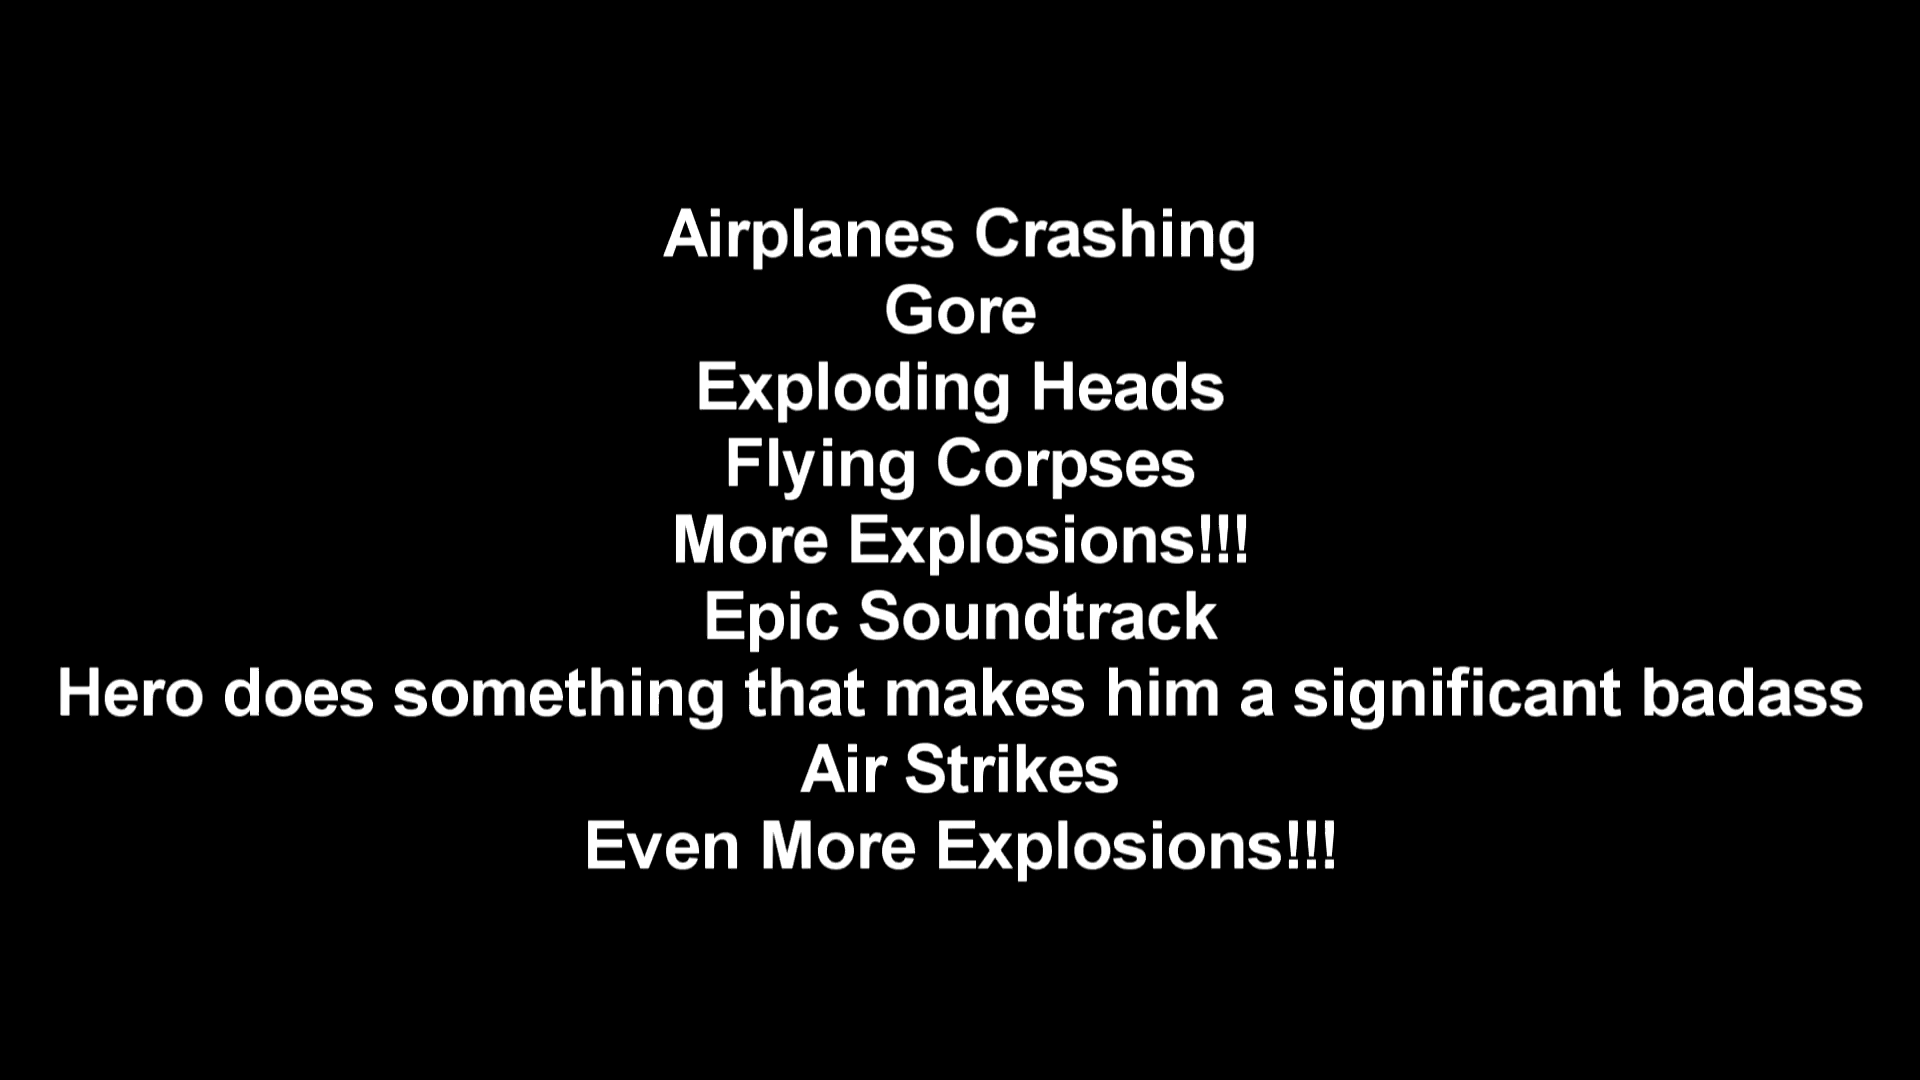 Airplanes Crashing
Gore
Exploding Heads
Flying Corpses
More Explosions!!!
Epic Soundtrack
Hero does something that makes him a significant badass
Air Strikes
Even More Explosions!!!